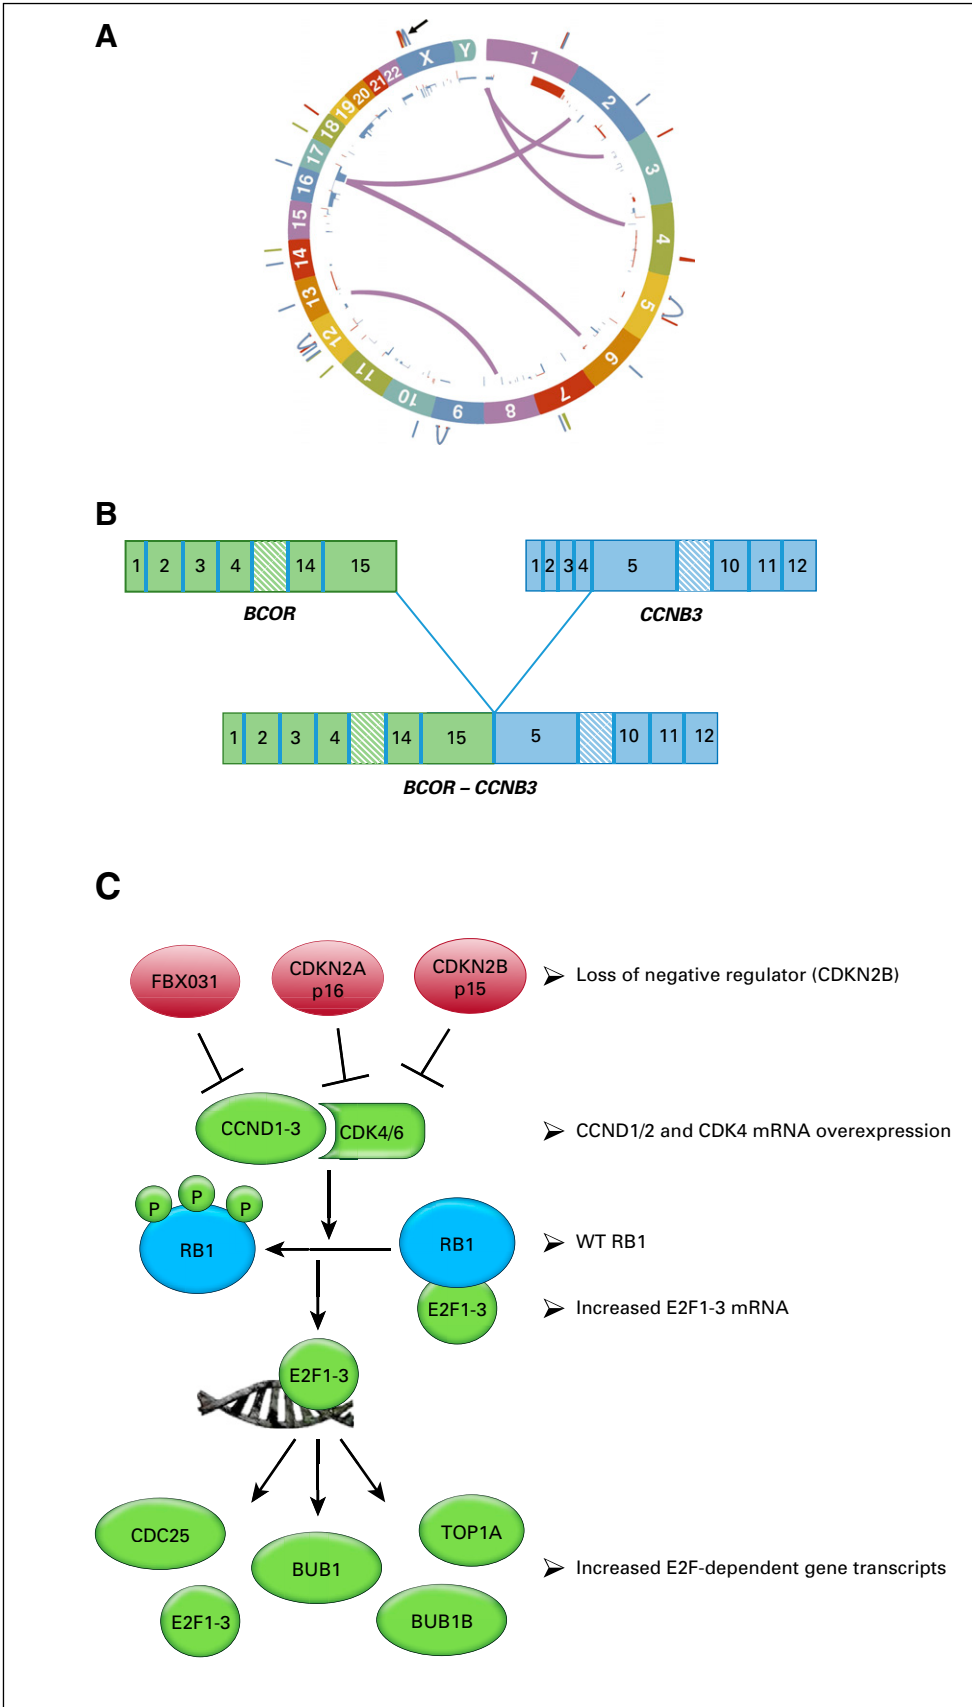 A
1
2
3
4
5
6
7
8
9
10
11
12
13
14
15
16
17
18
19
20
21
22
X
Y
B
1 2 3 4 14 15
1 2 3 4 5 10 11 12
BCOR
CCNB3
1 2 3 4 14 15 5 10 11 12
BCOR – CCNB3
C
FBX031
CDKN2A
p16
CDKN2B
p15
Loss of negative regulator (CDKN2B)
CCND1-3
CDK4/6
CCND1/2 and CDK4 mRNA overexpression
P P P
RB1
RB1
WT RB1
E2F1-3
Increased E2F1-3 mRNA
E2F1-3
CDC25
BUB1
TOP1A
Increased E2F-dependent gene transcripts
E2F1-3
BUB1B